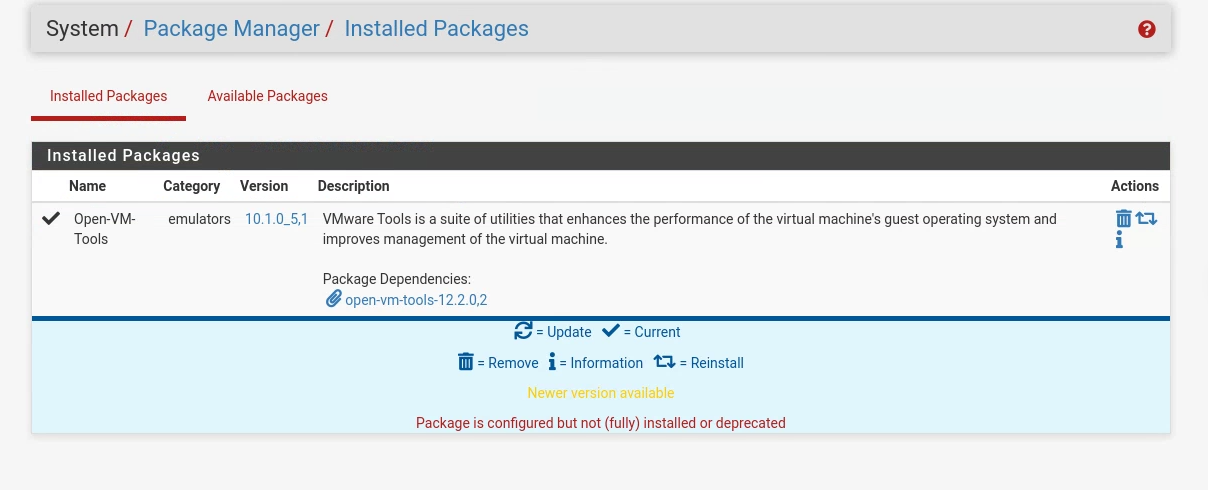 System / Package Manager / Installed Packages
Installed Packages Available Packages
Installed Packages
Name Category Version Description Actions
Open-VM- emulators 10.1.0_5,1 VMware Tools is a suite of utilities that enhances the performance of the virtual machine's guest operating system and
Tools improves management of the virtual machine.
Package Dependencies:
open-vm-tools-12.2.0,2
= Update = Current
= Remove = Information = Reinstall
Newer version available
Package is configured but not (fully) installed or deprecated